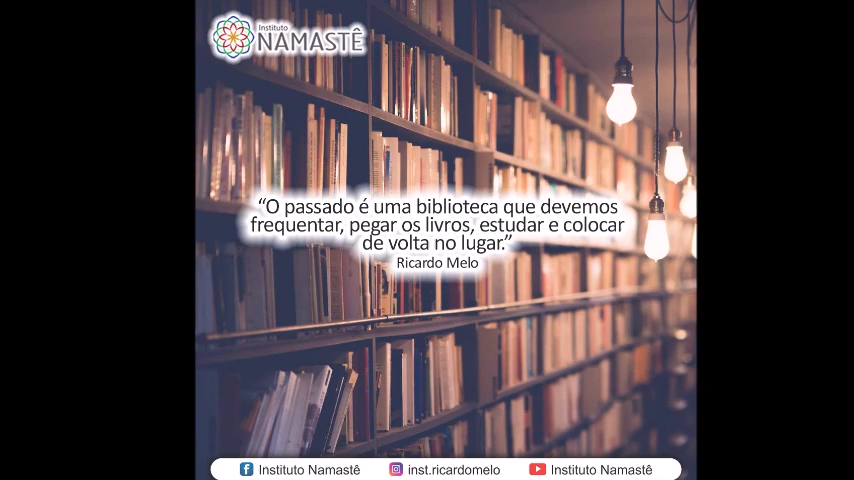 Instituto
NAMASTÊ
“O passado é uma biblioteca que devemos
frequentar, pegar os livros, estudar e colocar
de volta no lugar.”
Ricardo Melo
Instituto Namastê
inst.ricardomelo
Instituto Namastê